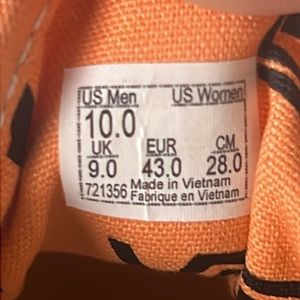 US Men US Women
10.0
UK EUR CM
9.0 43.0 28.0
721356 Made in Vietnam
Fabriqué en Vietnam